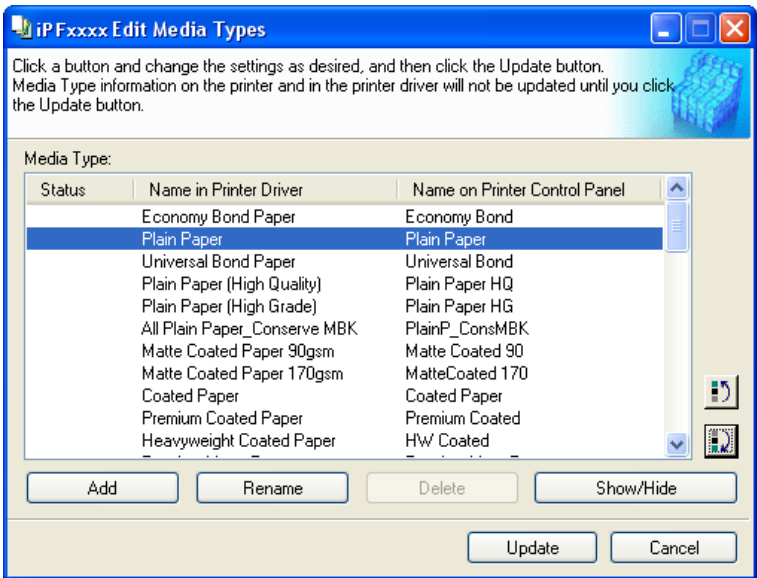 iPFxxxx Edit Media Types
Click a button and change the settings as desired, and then click the Update button.
Media Type information on the printer and in the printer driver will not be updated until you click
the Update button.
Media Type:
Status Name in Printer Driver Name on Printer Control Panel
Economy Bond Paper Economy Bond
Plain Paper Plain Paper
Universal Bond Paper Universal Bond
Plain Paper (High Quality) Plain Paper HQ
Plain Paper (High Grade) Plain Paper HG
All Plain Paper_Conserve MBK PlainP_ConsMBK
Matte Coated Paper 90gsm Matte Coated 90
Matte Coated Paper 170gsm MatteCoated 170
Coated Paper Coated Paper
Premium Coated Paper Premium Coated
Heavyweight Coated Paper HW Coated
Add Rename Delete Show/Hide
Update Cancel